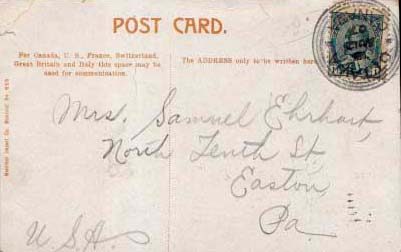 POST CARD.
For Canada, U. S., France, Switzerland,
Great Britain and Italy this space may be
used for communication.
The ADDRESS only to be written here
Mrs. Samuel Ehrhart,
North Tenth St,
Easton,
Pa.
U.S.A.